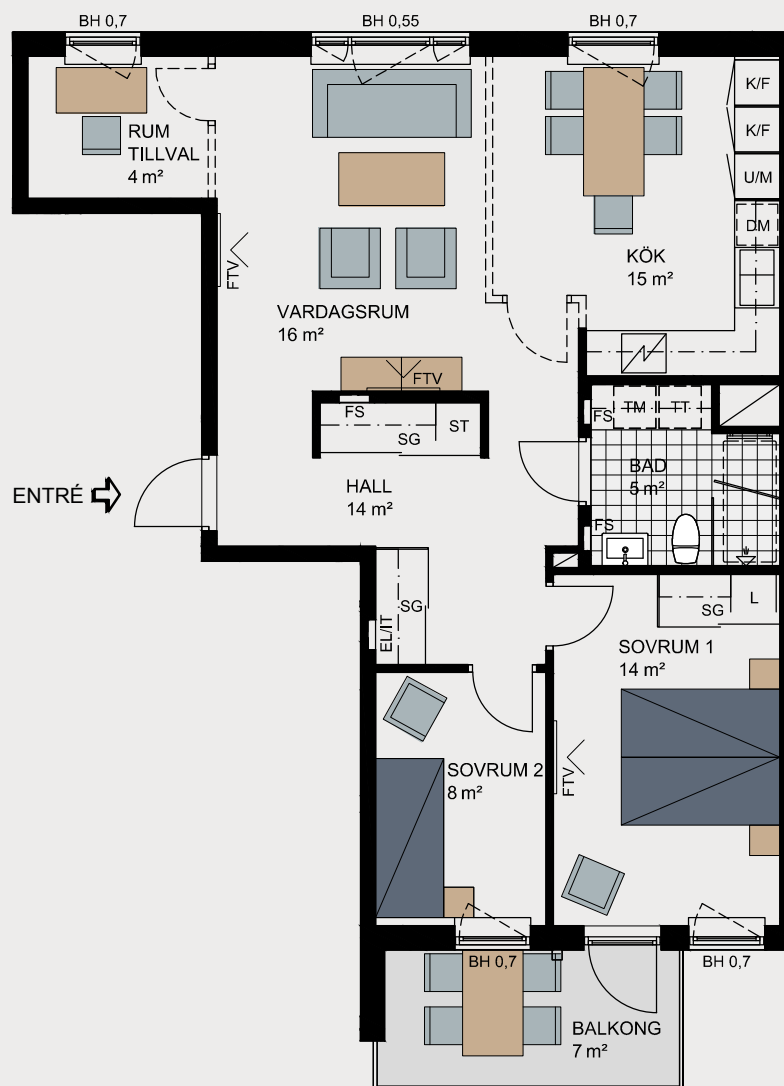 BH 0,7
BH 0,55
BH 0,7
K/F
K/F
U/M
DM
RUM
TILLVAL
4 m²
FTV
KÖK
15 m²
VARDAGSRUM
16 m²
FTV
FS
SG
ST
FS
TM
TT
BAD
5 m²
FS
ENTRÉ
HALL
14 m²
SG
EL/IT
SG
L
SOVRUM 1
14 m²
SOVRUM 2
8 m²
FTV
BH 0,7
BH 0,7
BALKONG
7 m²